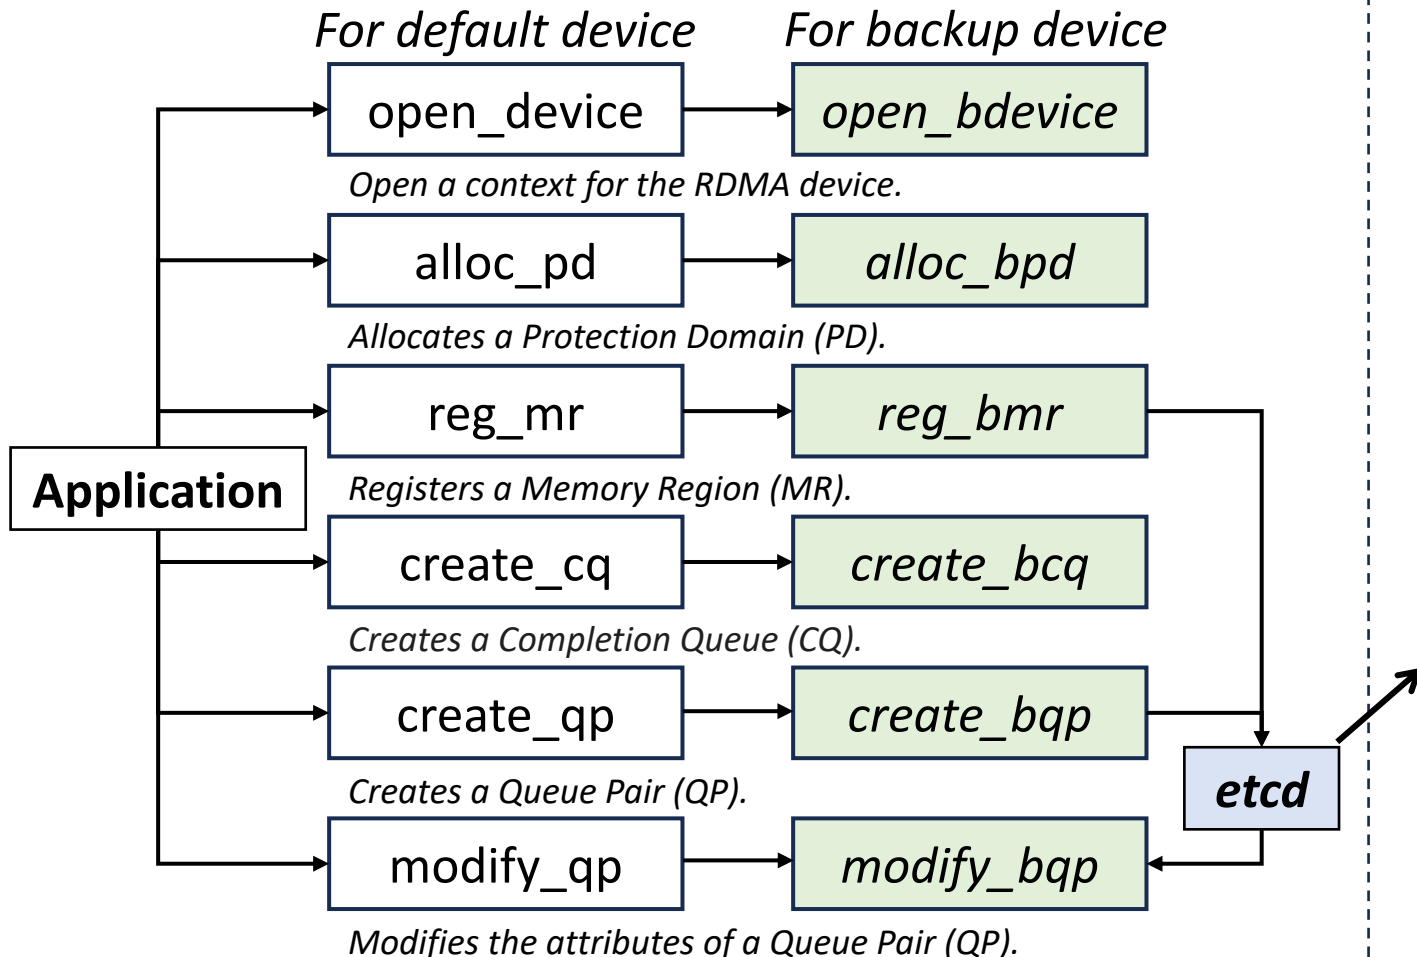 For default device
For backup device
open_device
open_bdevice
Open a context for the RDMA device.
alloc_pd
alloc_bpd
Allocates a Protection Domain (PD).
reg_mr
reg_bmr
Application
Registers a Memory Region (MR).
create_cq
create_bcq
Creates a Completion Queue (CQ).
create_qp
create_bqp
etcd
Creates a Queue Pair (QP).
modify_qp
modify_bqp
Modifies the attributes of a Queue Pair (QP).